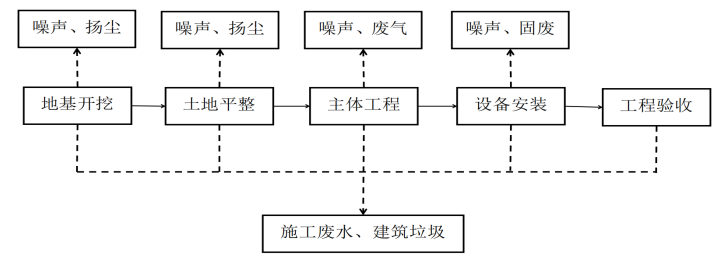 噪声、扬尘
噪声、扬尘
噪声、废气
噪声、固废
地基开挖
土地平整
主体工程
设备安装
工程验收
施工废水、建筑垃圾